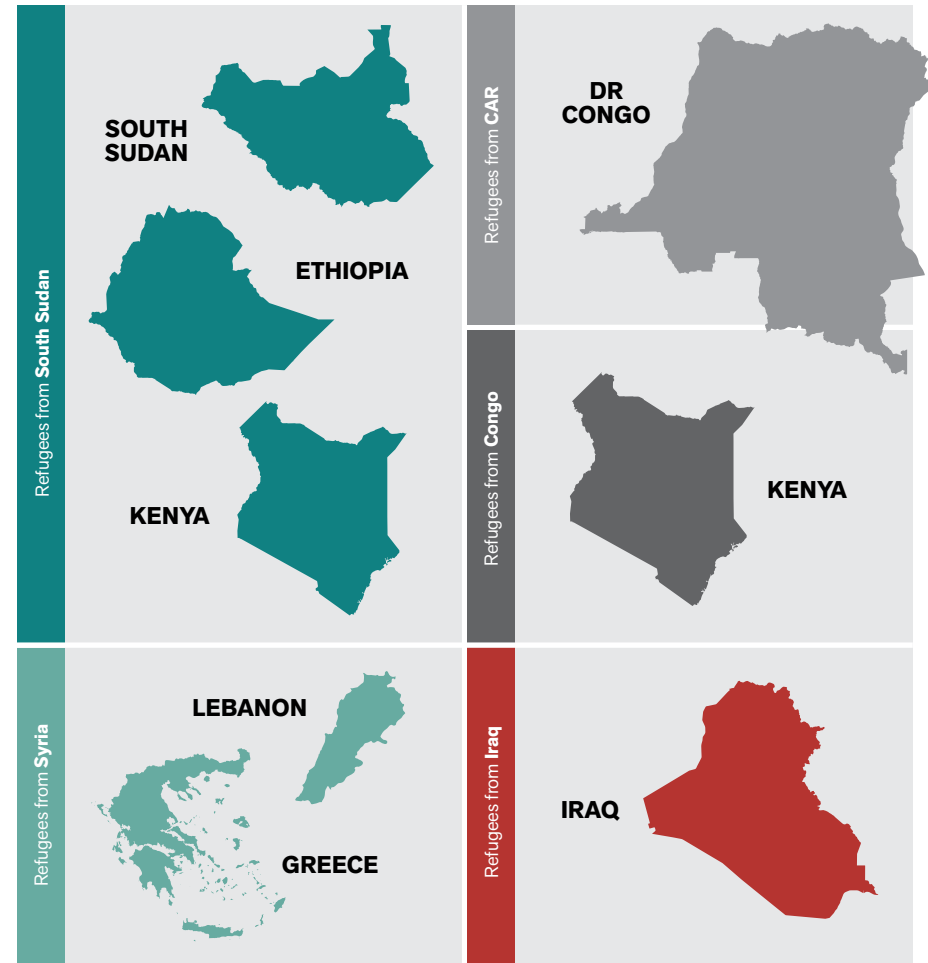 Refugees from South Sudan
SOUTH
SUDAN
ETHIOPIA
KENYA
Refugees from CAR
DR
CONGO
Refugees from Congo
KENYA
Refugees from Syria
LEBANON
GREECE
Refugees from Iraq
IRAQ